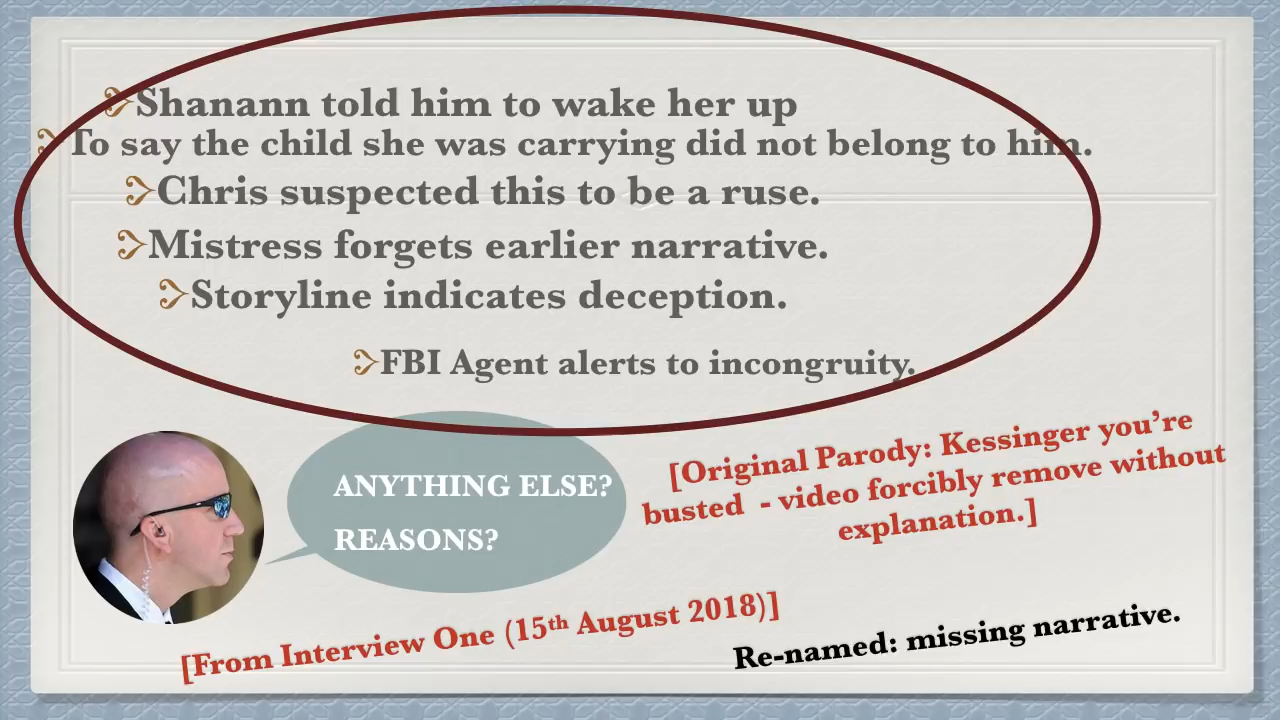 Shanann told him to wake her up
To say the child she was carrying did not belong to him.
Chris suspected this to be a ruse.
Mistress forgets earlier narrative.
Storyline indicates deception.
FBI Agent alerts to incongruity.
ANYTHING ELSE?
REASONS?
[Original Parody: Kessinger you’re
busted - video forcibly remove without
explanation.]
[From Interview One (15th August 2018)]
Re-named: missing narrative.